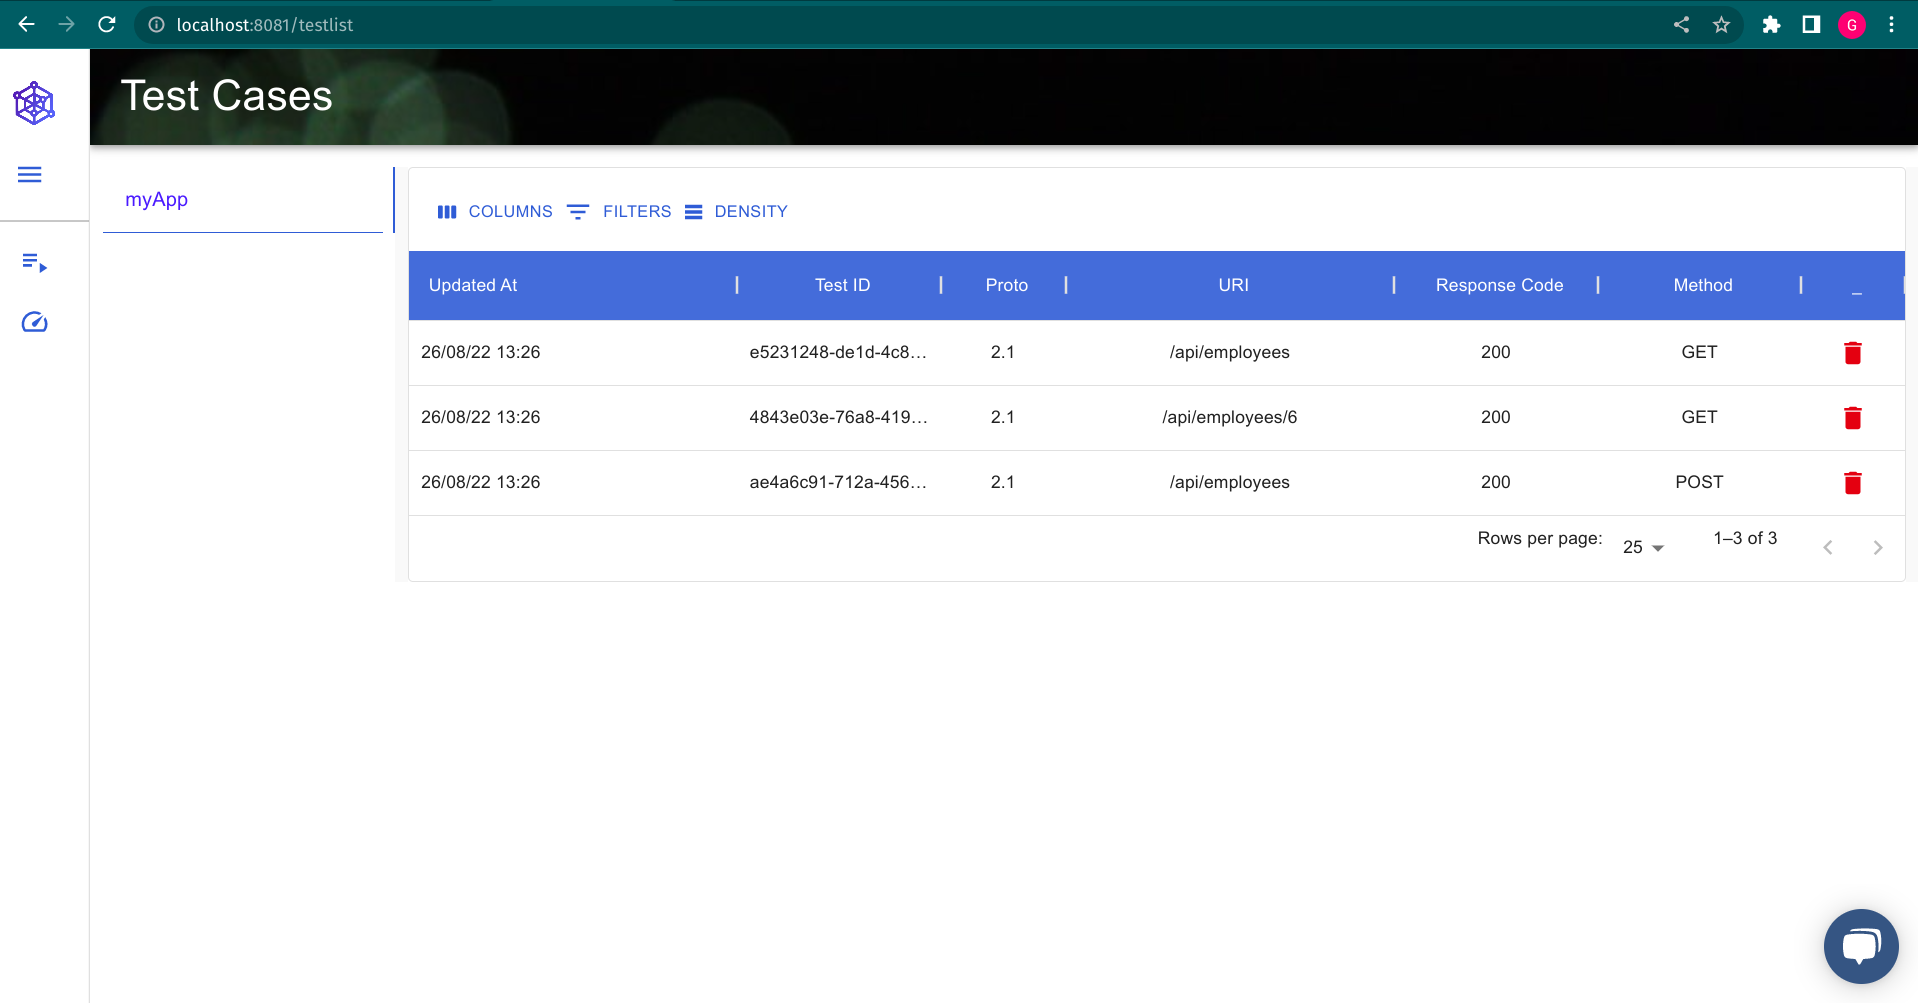 localhost:8081/testlist
G
Test Cases
myApp
COLUMNS FILTERS DENSITY
Updated At Test ID Proto URI Response Code Method _
26/08/22 13:26 e5231248-de1d-4c8... 2.1 /api/employees 200 GET
26/08/22 13:26 4843e03e-76a8-419... 2.1 /api/employees/6 200 GET
26/08/22 13:26 ae4a6c91-712a-456... 2.1 /api/employees 200 POST
Rows per page: 25 1–3 of 3